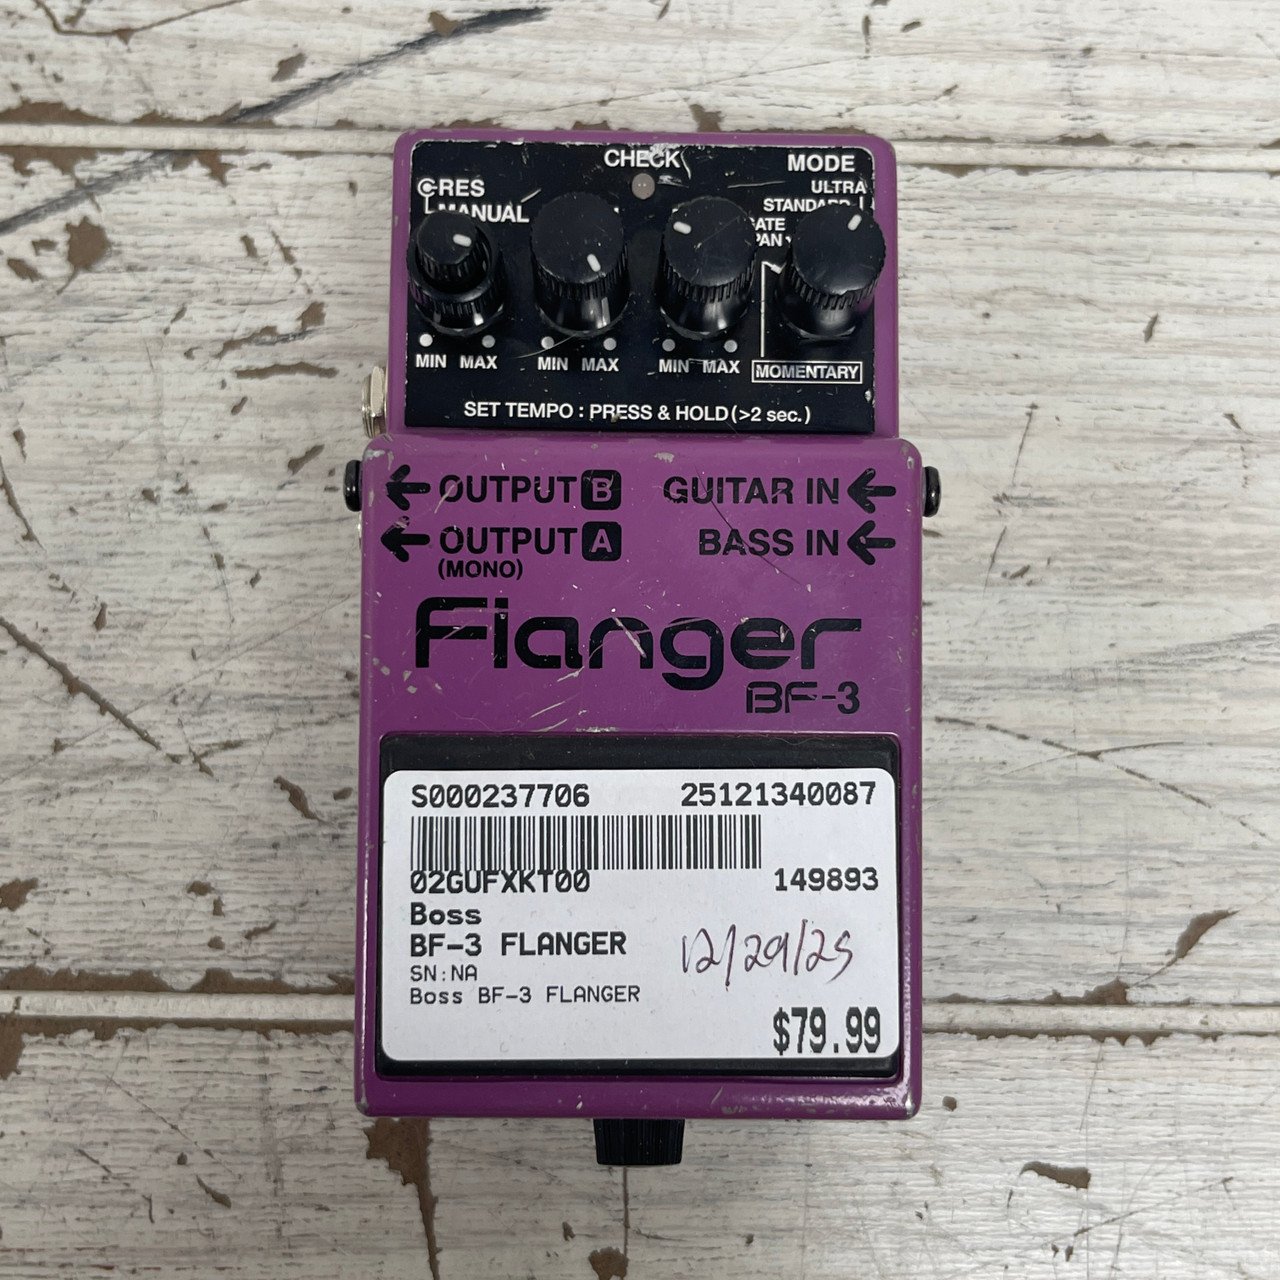 CHECK
MODE
RES
MANUAL
ULTRA
STANDARD
PAN
MIN MAX MIN MAX MIN MAX
MOMENTARY
SET TEMPO : PRESS & HOLD (>2 sec.)
OUTPUT B GUITAR IN
OUTPUT A BASS IN
(MONO)
Flanger
BF-3
S000237706 25121340087
02GUFXKT00 149893
Boss
BF-3 FLANGER
12/29/25
SN:NA
Boss BF-3 FLANGER
$79.99